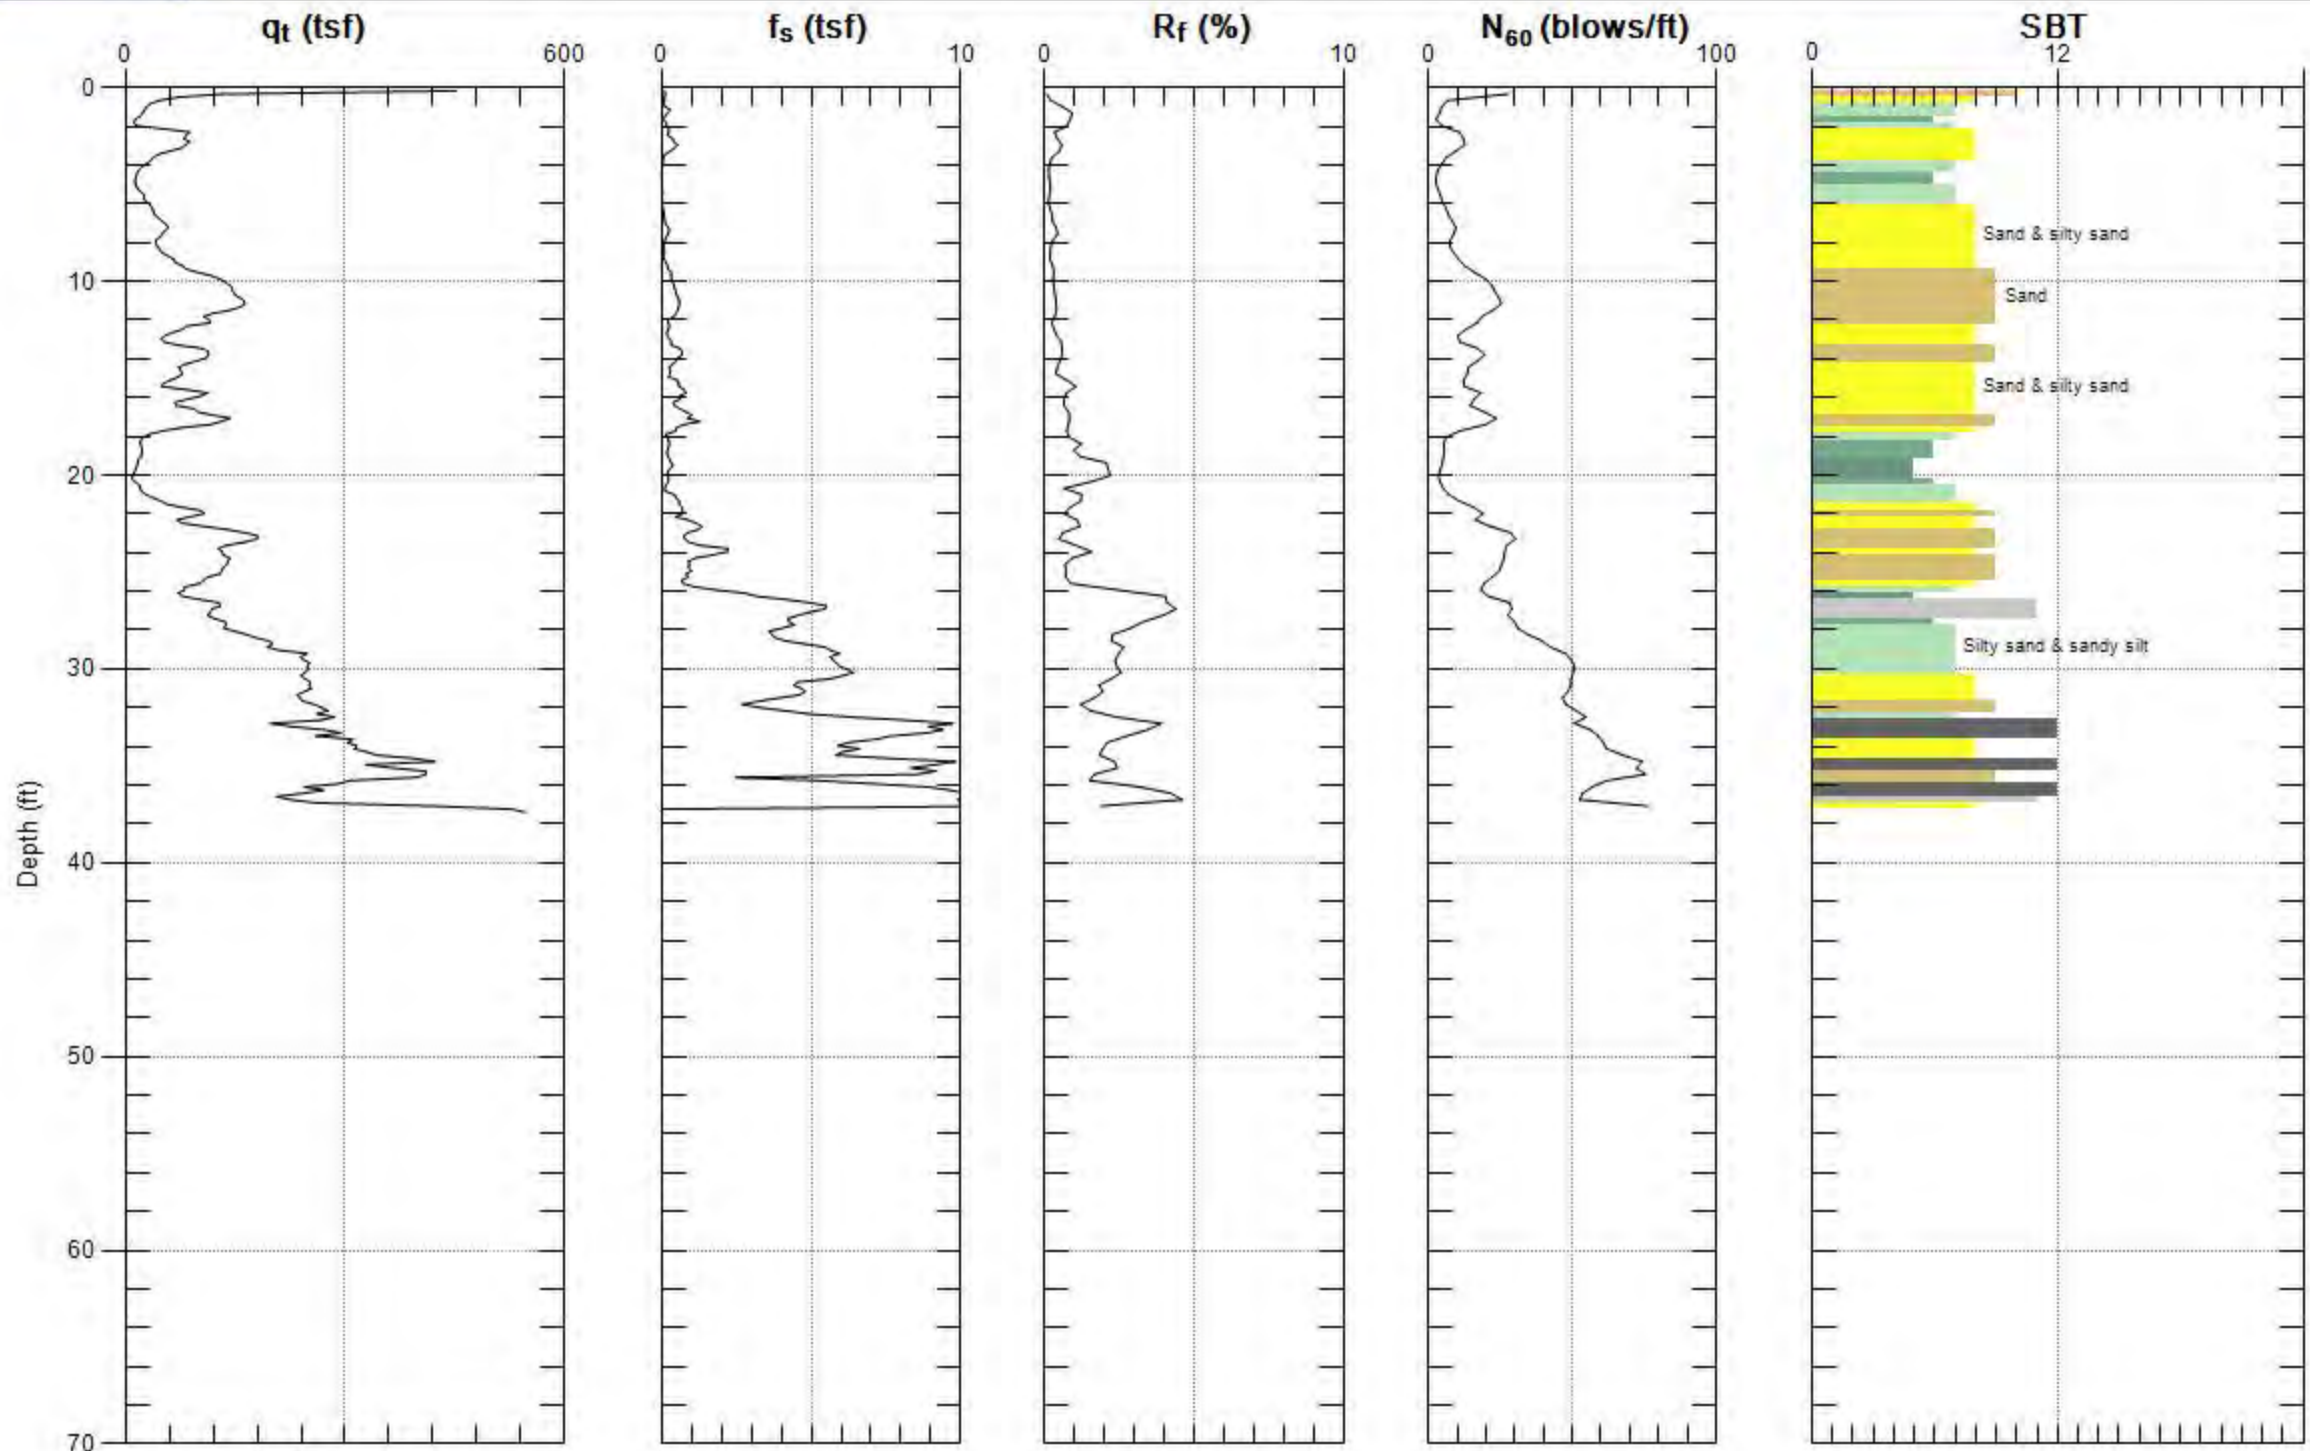 qt (tsf) fs (tsf) Rf (%) N60 (blows/ft) SBT
0 600 0 10 0 10 0 100 0 12
0
Sand & silty sand
10
Sand
Sand & silty sand
20
Silty sand & sandy silt
30
Depth (ft)
40
50
60
70